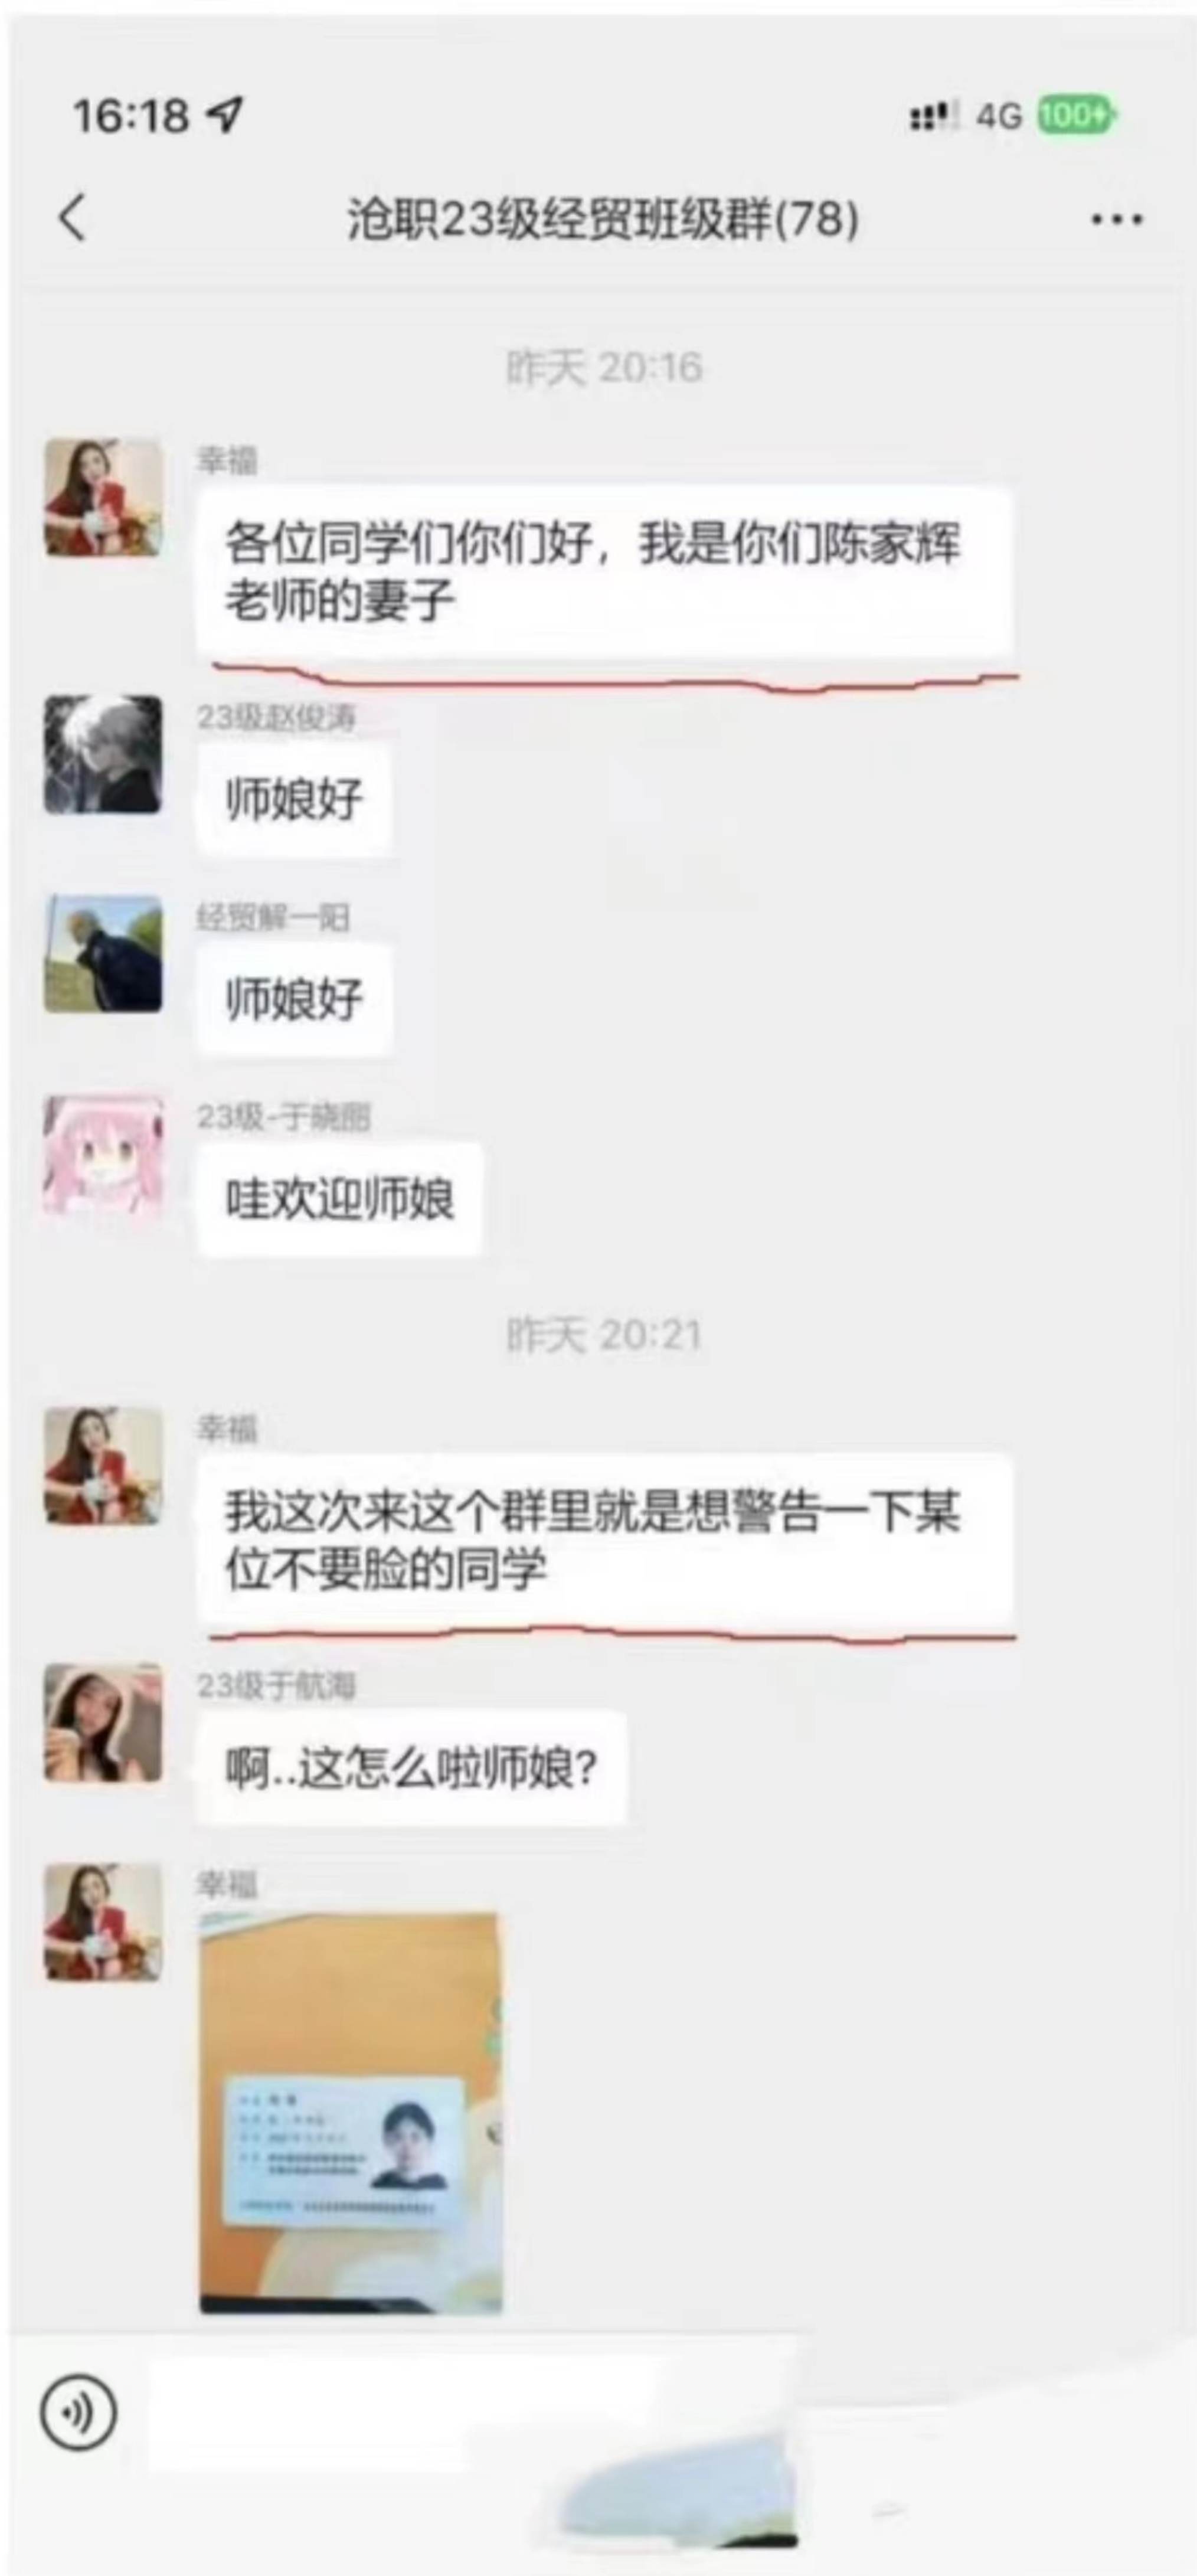 16:18
4G
100+
沧职23级经贸班级群(78)
昨天 20:16
幸福
各位同学们你们好，我是你们陈家辉
老师的妻子
23级赵俊涛
师娘好
经贸解一阳
师娘好
23级-于晓丽
哇欢迎师娘
昨天 20:21
幸福
我这次来这个群里就是想警告一下某
位不要脸的同学
23级于航海
啊..这怎么啦师娘?
幸福